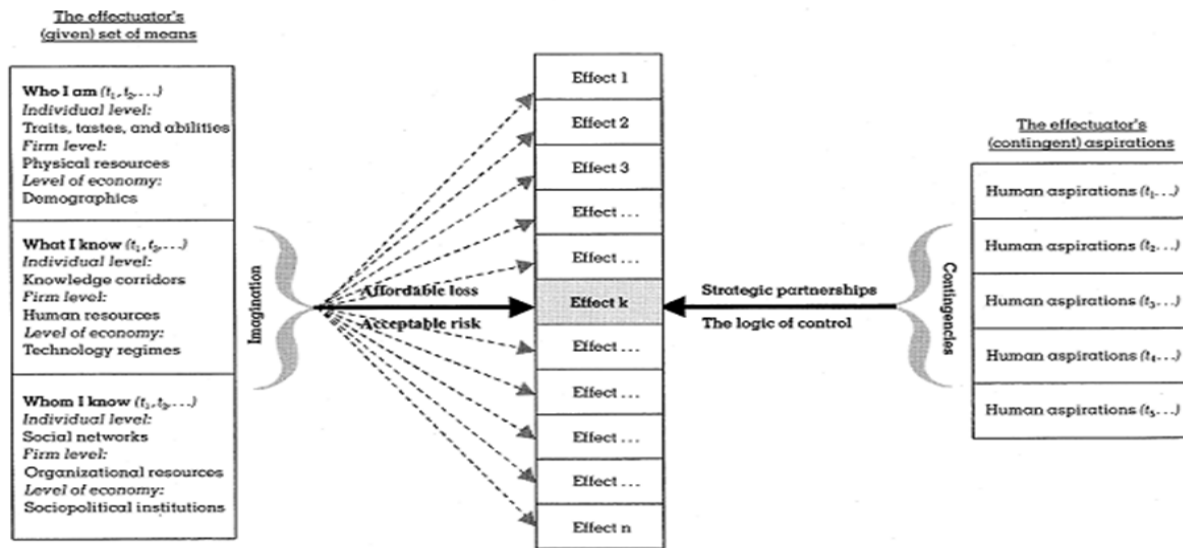 The effectuator's
(given) set of means
Who I am (t₁, t₂, ...)
Individual level:
Traits, tastes, and abilities
Firm level:
Physical resources
Level of economy:
Demographics
What I know (t₁, t₂, ...)
Individual level:
Knowledge corridors
Firm level:
Human resources
Level of economy:
Technology regimes
Whom I know (t₁, t₂, ...)
Individual level:
Social networks
Firm level:
Organizational resources
Level of economy:
Sociopolitical institutions
Imagination
Affordable loss
Acceptable risk
Effect 1
Effect 2
Effect 3
Effect ...
Effect ...
Effect k
Effect ...
Effect ...
Effect ...
Effect ...
Effect n
Strategic partnerships
The logic of control
Contingencies
The effectuator's
(contingent) aspirations
Human aspirations (t₁...)
Human aspirations (t₂...)
Human aspirations (t₃...)
Human aspirations (t₄...)
Human aspirations (t₅...)